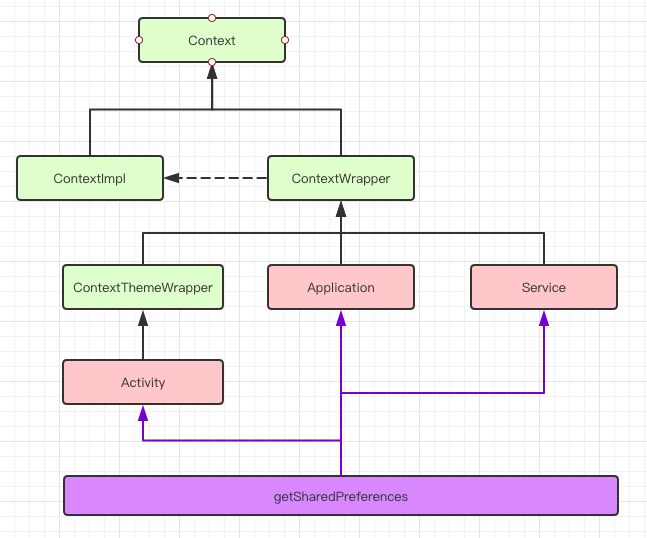 Context
ContextImpl
ContextWrapper
ContextThemeWrapper
Application
Service
Activity
getSharedPreferences